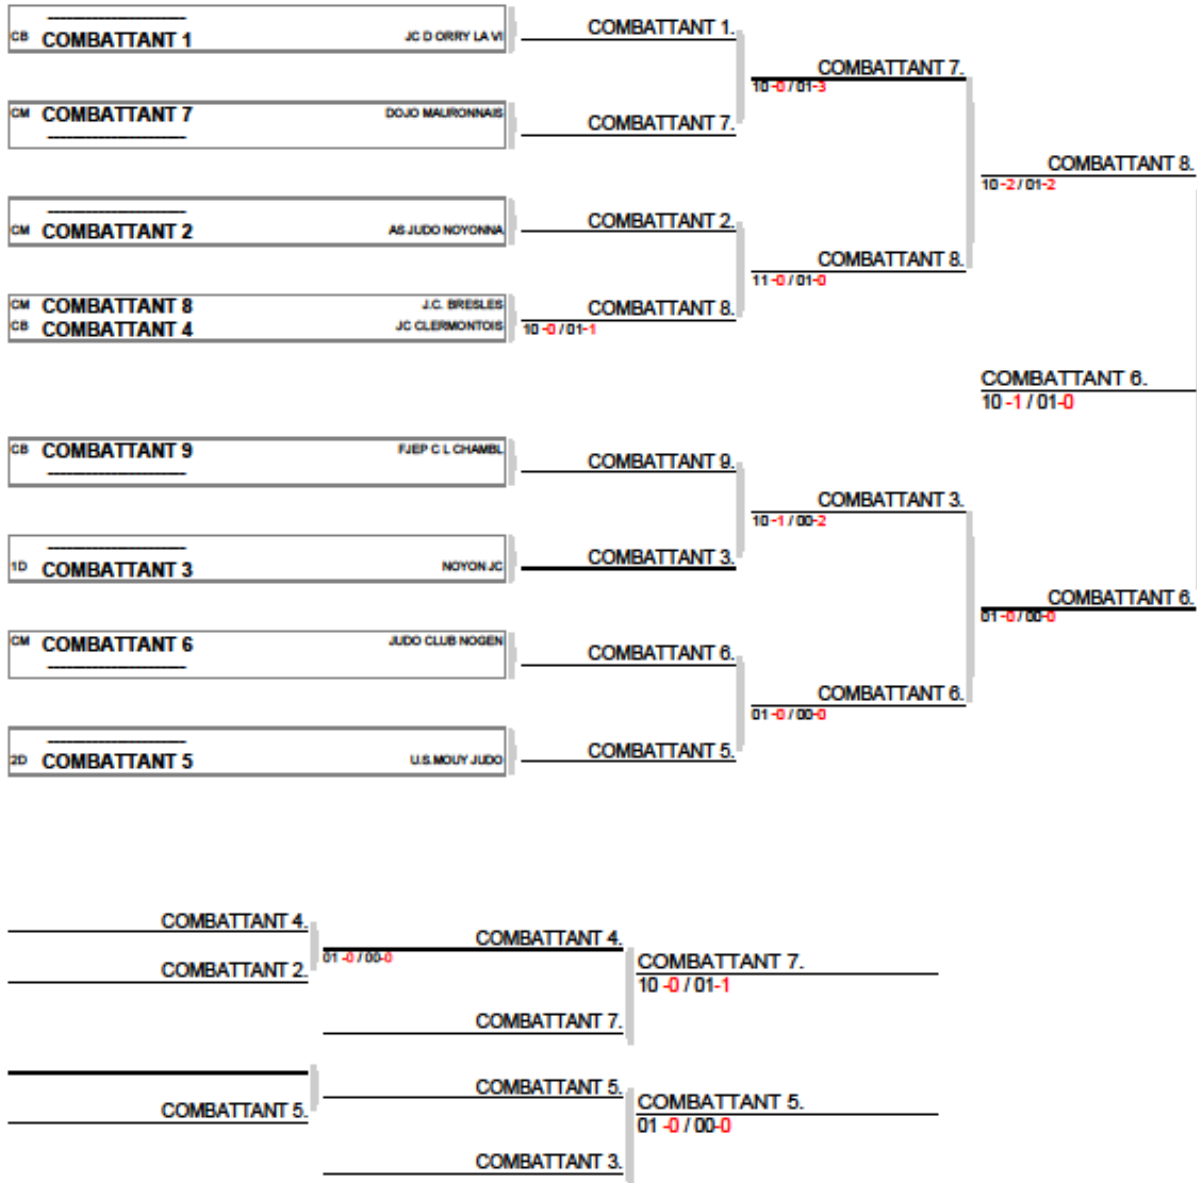 CB COMBATTANT 1 JC D ORRY LA VI
COMBATTANT 1.
COMBATTANT 7.
10 -0 / 01-3
CM COMBATTANT 7 DOJO MAURONNAIS
COMBATTANT 7.
COMBATTANT 8.
10 -2 / 01-2
CM COMBATTANT 2 AS JUDO NOYONNA
COMBATTANT 2.
COMBATTANT 8.
11 -0 / 01-0
CM COMBATTANT 8 J.C. BRESLES
CB COMBATTANT 4 JC CLERMONTOIS
COMBATTANT 8.
10 -0 / 01-1
COMBATTANT 6.
10 -1 / 01-0
CB COMBATTANT 9 FJEP C L CHAMBL
COMBATTANT 9.
COMBATTANT 3.
10 -1 / 00-2
1D COMBATTANT 3 NOYON JC
COMBATTANT 3.
COMBATTANT 6.
01 -0 / 00-0
CM COMBATTANT 6 JUDO CLUB NOGEN
COMBATTANT 6.
COMBATTANT 6.
01 -0 / 00-0
2D COMBATTANT 5 U.S.MOUY JUDO
COMBATTANT 5.
COMBATTANT 4.
COMBATTANT 4.
01 -0 / 00-0
COMBATTANT 2.
COMBATTANT 7.
10 -0 / 01-1
COMBATTANT 7.
COMBATTANT 5.
COMBATTANT 5.
COMBATTANT 5.
01 -0 / 00-0
COMBATTANT 3.